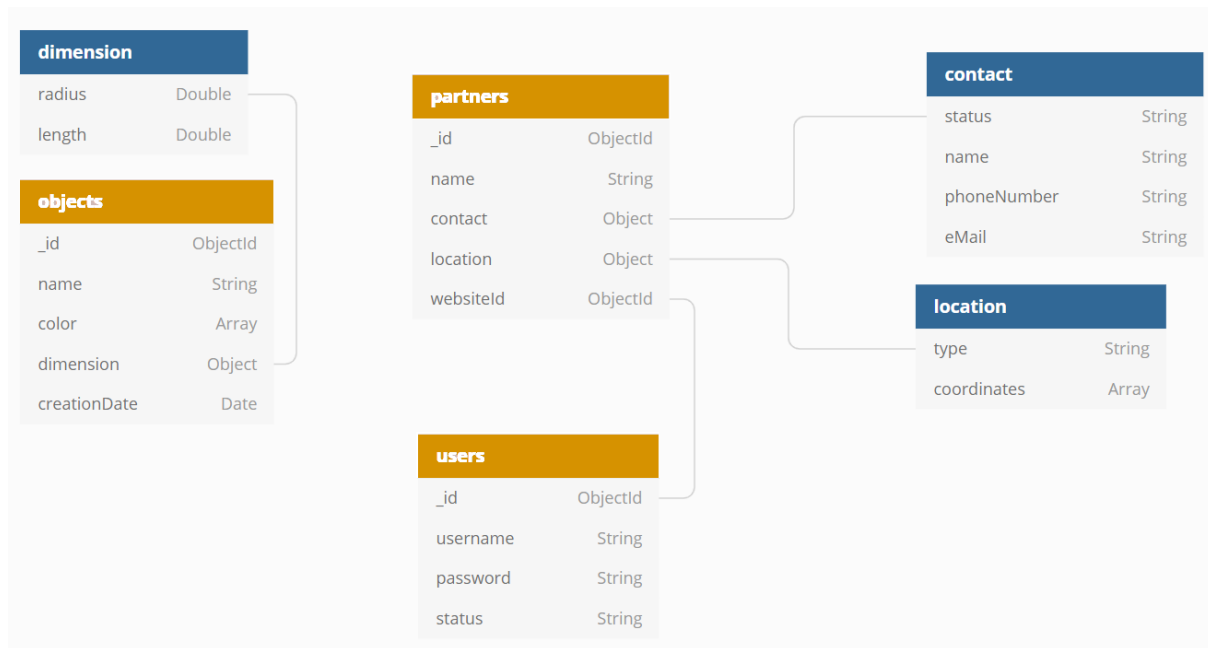 dimension
radius Double
length Double
objects
_id ObjectId
name String
color Array
dimension Object
creationDate Date
partners
_id ObjectId
name String
contact Object
location Object
websiteId ObjectId
users
_id ObjectId
username String
password String
status String
contact
status String
name String
phoneNumber String
eMail String
location
type String
coordinates Array